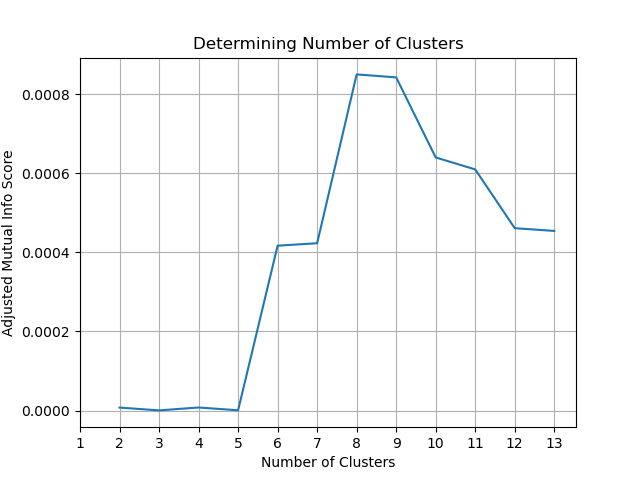 Determining Number of Clusters
Adjusted Mutual Info Score
0.0008
0.0006
0.0004
0.0002
0.0000
1 2 3 4 5 6 7 8 9 10 11 12 13
Number of Clusters